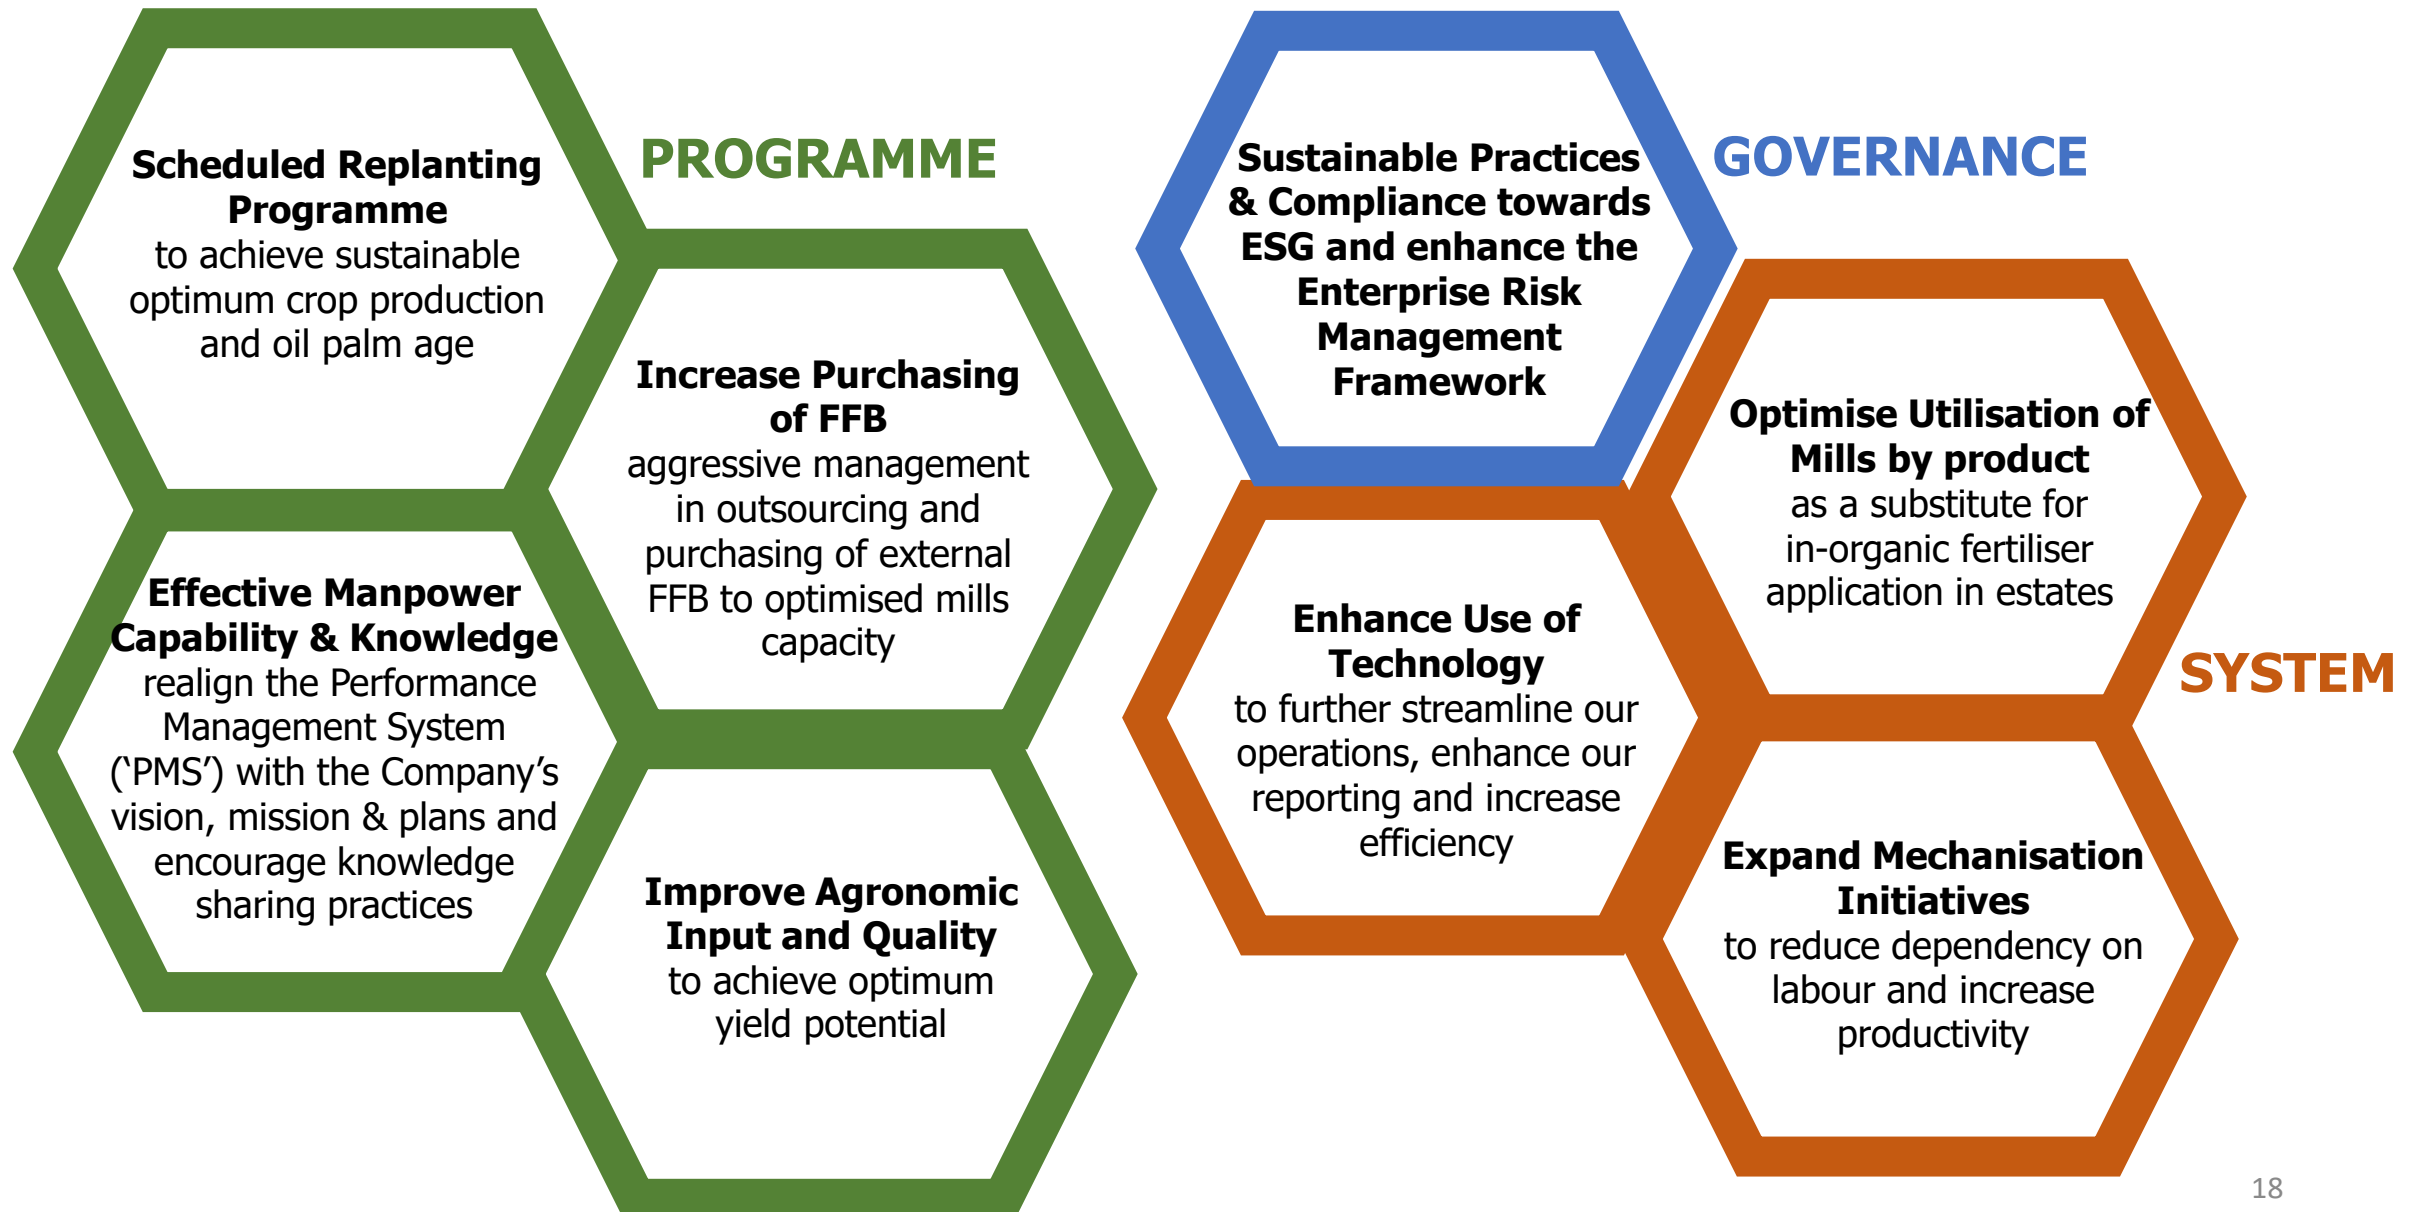 PROGRAMME
Scheduled Replanting
Programme
to achieve sustainable
optimum crop production
and oil palm age
Increase Purchasing
of FFB
aggressive management
in outsourcing and
purchasing of external
FFB to optimised mills
capacity
Effective Manpower
Capability & Knowledge
realign the Performance
Management System
(‘PMS’) with the Company’s
vision, mission & plans and
encourage knowledge
sharing practices
Improve Agronomic
Input and Quality
to achieve optimum
yield potential
GOVERNANCE
Sustainable Practices
& Compliance towards
ESG and enhance the
Enterprise Risk
Management
Framework
SYSTEM
Optimise Utilisation of
Mills by product
as a substitute for
in-organic fertiliser
application in estates
Enhance Use of
Technology
to further streamline our
operations, enhance our
reporting and increase
efficiency
Expand Mechanisation
Initiatives
to reduce dependency on
labour and increase
productivity
18